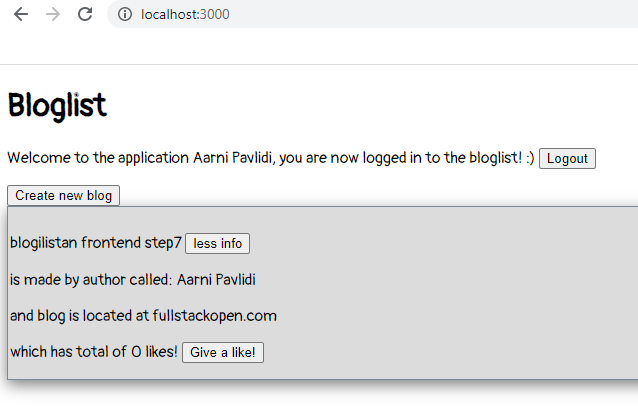 localhost:3000
Bloglist
Welcome to the application Aarni Pavlidi, you are now logged in to the bloglist! :) Logout
Create new blog
blogilistan frontend step7 less info
is made by author called: Aarni Pavlidi
and blog is located at fullstackopen.com
which has total of 0 likes! Give a like!